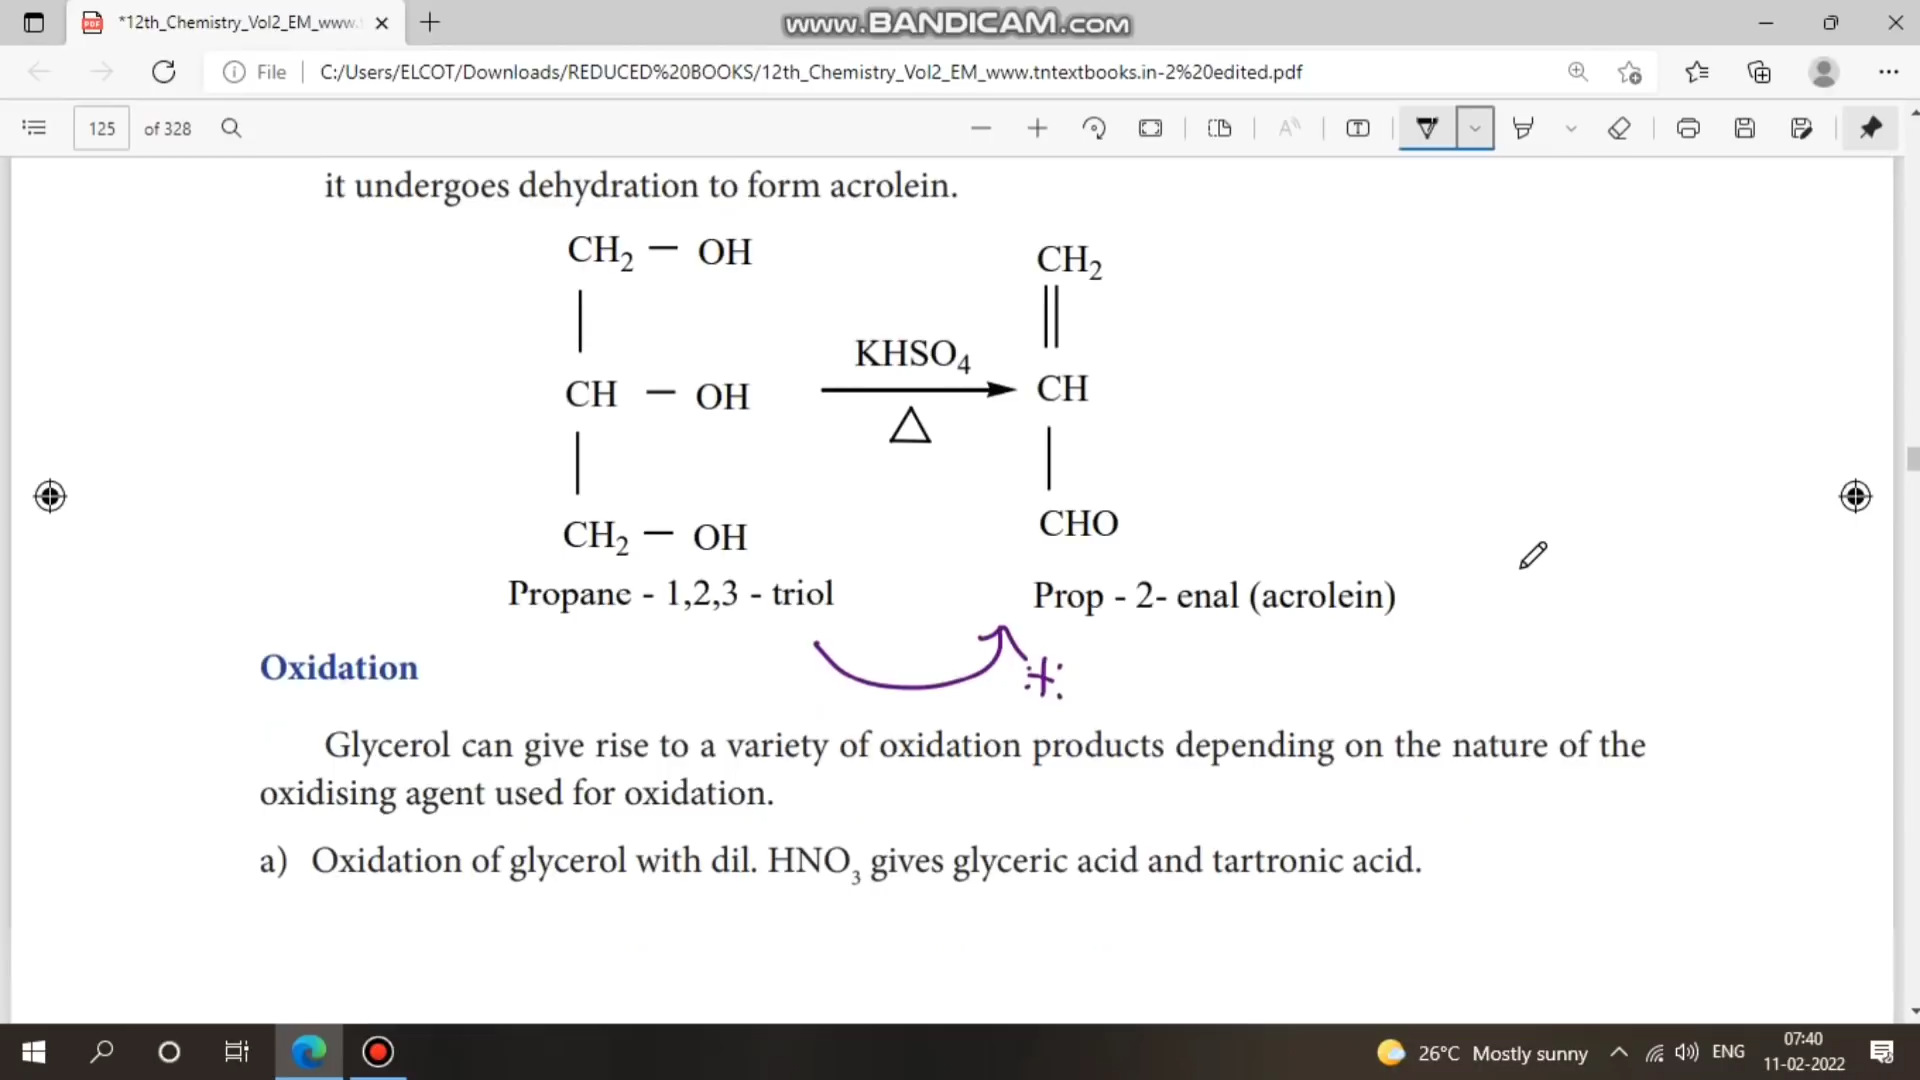 *12th_Chemistry_Vol2_EM_www.
www.BANDICAM.com
File
C:/Users/ELCOT/Downloads/REDUCED%20BOOKS/12th_Chemistry_Vol2_EM_www.tntextbooks.in-2%20edited.pdf
125 of 328
it undergoes dehydration to form acrolein.
CH2 — OH
CH2
KHSO4
CH — OH
CH
△
CH2 — OH
CHO
Propane - 1,2,3 - triol
Prop - 2- enal (acrolein)
Oxidation
Glycerol can give rise to a variety of oxidation products depending on the nature of the
oxidising agent used for oxidation.
a) Oxidation of glycerol with dil. HNO3 gives glyceric acid and tartronic acid.
26°C Mostly sunny
ENG
07:40
11-02-2022